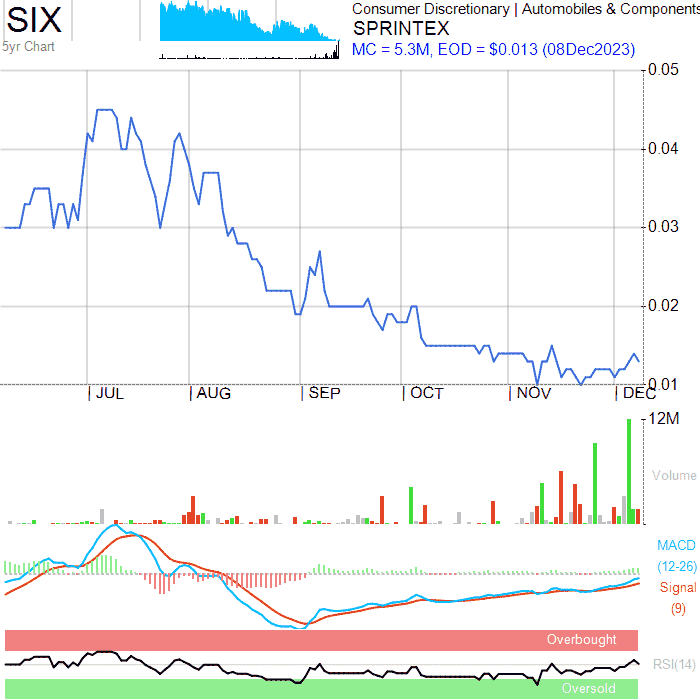 SIX
5yr Chart
Consumer Discretionary | Automobiles & Components
SPRINTEX
MC = 5.3M, EOD = $0.013 (08Dec2023)
0.05
0.04
0.03
0.02
0.01
JUL
AUG
SEP
OCT
NOV
DEC
12M
Volume
MACD
(12-26)
Signal
(9)
Overbought
RSI(14)
Oversold